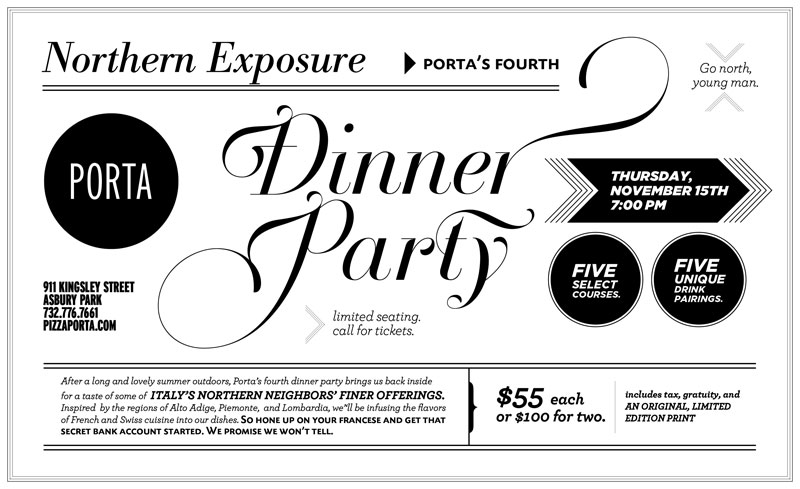 Northern Exposure
PORTA'S FOURTH
Go north,
young man.
Dinner
Party
PORTA
THURSDAY,
NOVEMBER 15TH
7:00 PM
FIVE
SELECT
COURSES.
FIVE
UNIQUE
DRINK
PAIRINGS.
911 KINGSLEY STREET
ASBURY PARK
732.776.7661
PIZZAPORTA.COM
limited seating.
call for tickets.
After a long and lovely summer outdoors, Porta's fourth dinner party brings us back inside
for a taste of some of ITALY'S NORTHERN NEIGHBORS' FINER OFFERINGS.
Inspired by the regions of Alto Adige, Piemonte, and Lombardia, we"ll be infusing the flavors
of French and Swiss cuisine into our dishes. SO HONE UP ON YOUR FRANCESE AND GET THAT
SECRET BANK ACCOUNT STARTED. WE PROMISE WE WON'T TELL.
$55 each
or $100 for two.
includes tax, gratuity, and
AN ORIGINAL, LIMITED
EDITION PRINT